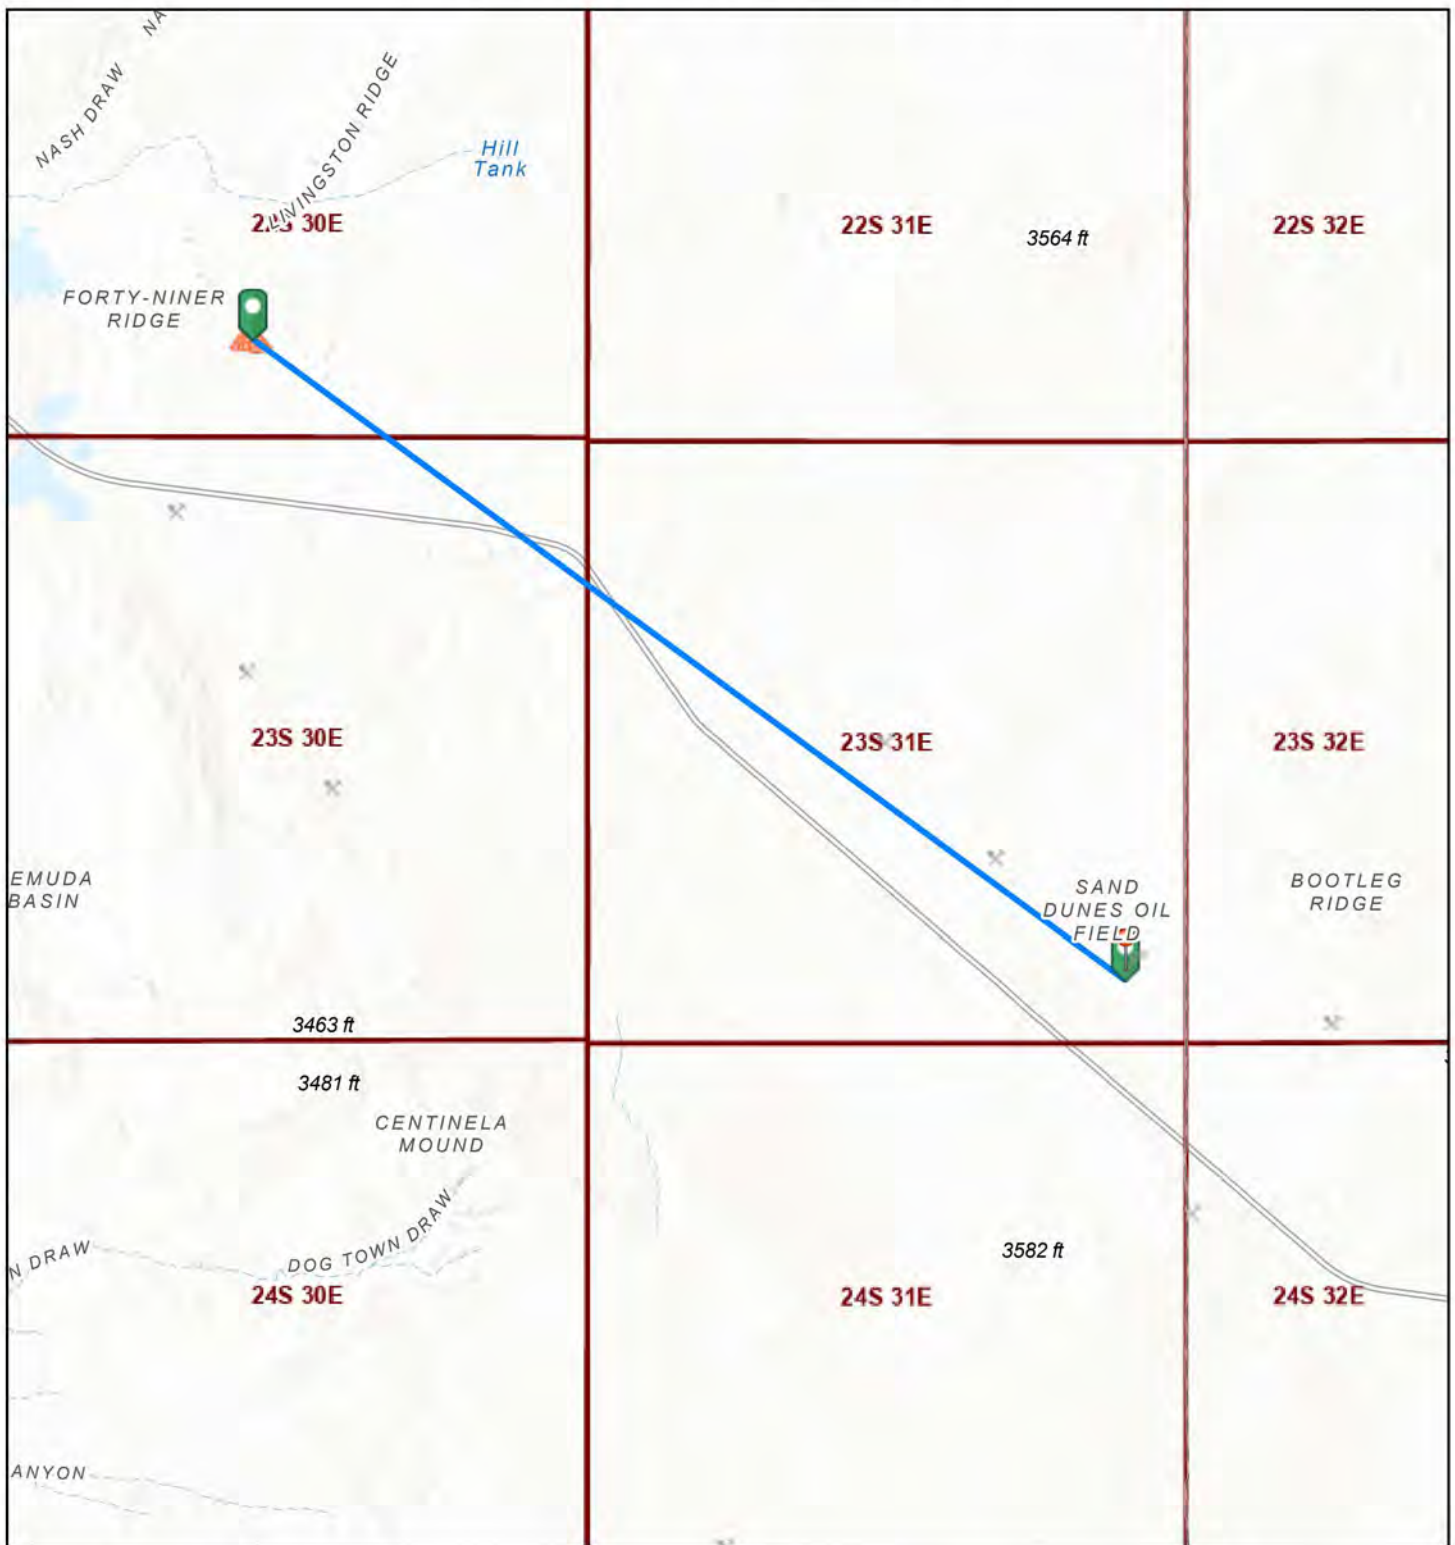 NA
NASH DRAW
LIVINGSTON RIDGE
Hill
Tank
30E
22S 31E
3564 ft
22S 32E
FORTY-NINER
RIDGE
23S 30E
23S 31E
23S 32E
EMUDA
BASIN
SAND
DUNES OIL
FIELD
BOOTLEG
RIDGE
3463 ft
3481 ft
CENTINELA
MOUND
N DRAW
DOG TOWN DRAW
3582 ft
24S 30E
24S 31E
24S 32E
ANYON